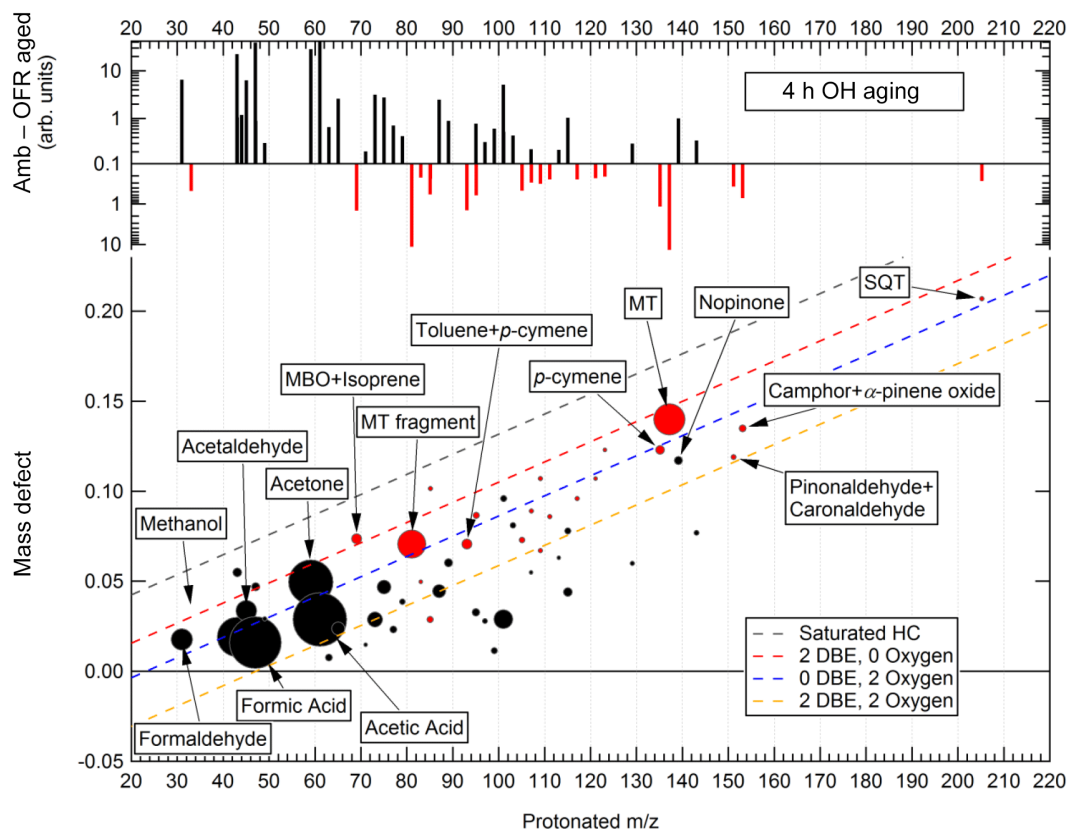 20 30 40 50 60 70 80 90 100 110 120 130 140 150 160 170 180 190 200 210 220
Amb – OFR aged
(arb. units)
10
1
0.1
1
10
4 h OH aging
SQT
MT
Nopinone
Toluene+p-cymene
p-cymene
MBO+Isoprene
Camphor+α-pinene oxide
MT fragment
Acetaldehyde
Acetone
Pinonaldehyde+
Caronaldehyde
Methanol
Formic Acid
Acetic Acid
Formaldehyde
Saturated HC
2 DBE, 0 Oxygen
0 DBE, 2 Oxygen
2 DBE, 2 Oxygen
Mass defect
0.20
0.15
0.10
0.05
0.00
-0.05
20 30 40 50 60 70 80 90 100 110 120 130 140 150 160 170 180 190 200 210 220
Protonated m/z